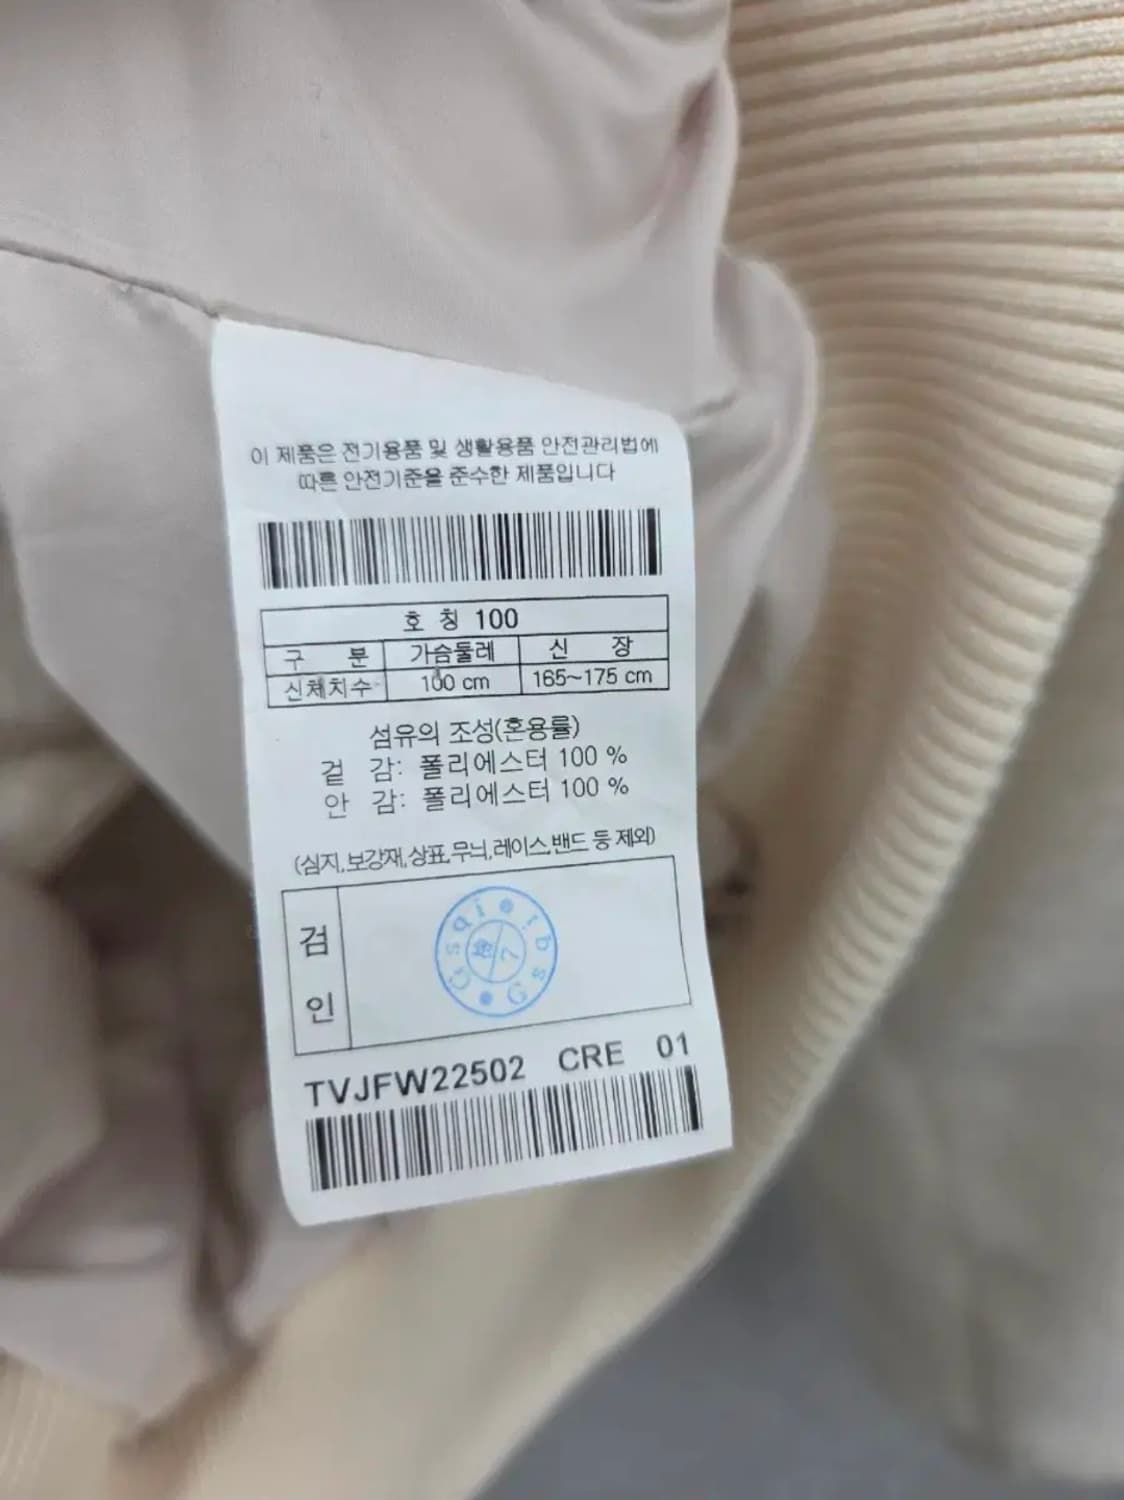 이 제품은 전기용품 및 생활용품 안전관리법에
따른 안전기준을 준수한 제품입니다
호 칭 100
구 분 가슴둘레 신 장
신체치수 100 cm 165~175 cm
섬유의 조성(혼용률)
겉 감: 폴리에스터 100 %
안 감: 폴리에스터 100 %
(심지,보강재,상표,무늬,레이스,밴드 등 제외)
검
인
TVJFW22502 CRE 01